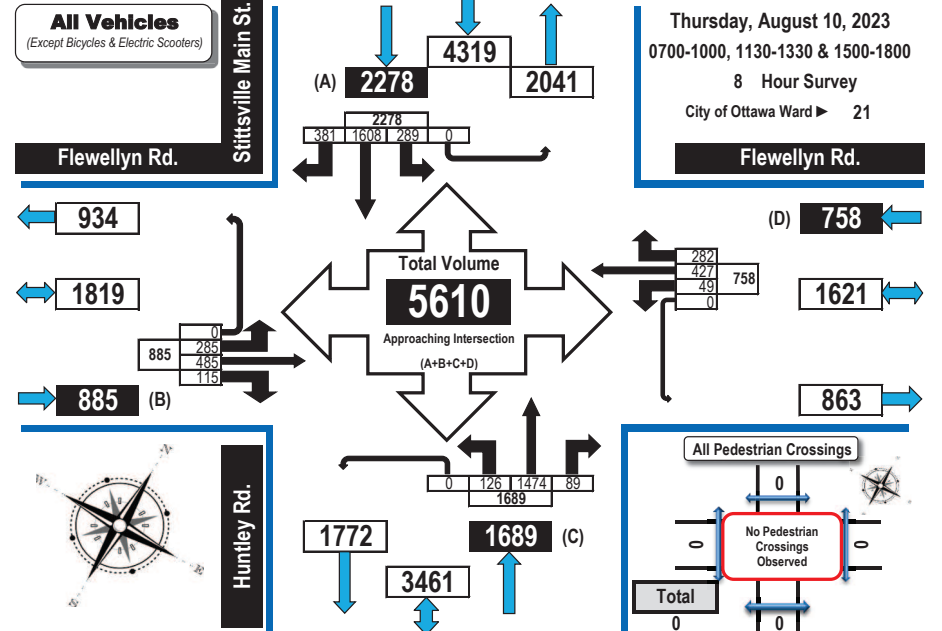 All Vehicles
(Except Bicycles & Electric Scooters)
Stittsville Main St.
Flewellyn Rd.
4319
(A) 2278
2041
2278
381 1608 289 0
Thursday, August 10, 2023
0700-1000, 1130-1330 & 1500-1800
8 Hour Survey
City of Ottawa Ward ► 21
Flewellyn Rd.
934
1819
0
885 285
485
115
885 (B)
Total Volume
5610
Approaching Intersection
(A+B+C+D)
(D) 758
282
427 758
49
0
1621
863
N
W
E
S
Huntley Rd.
0 126 1474 89
1689
1772
1689 (C)
3461
All Pedestrian Crossings
0
0
No Pedestrian
Crossings
Observed
0
Total
0
0